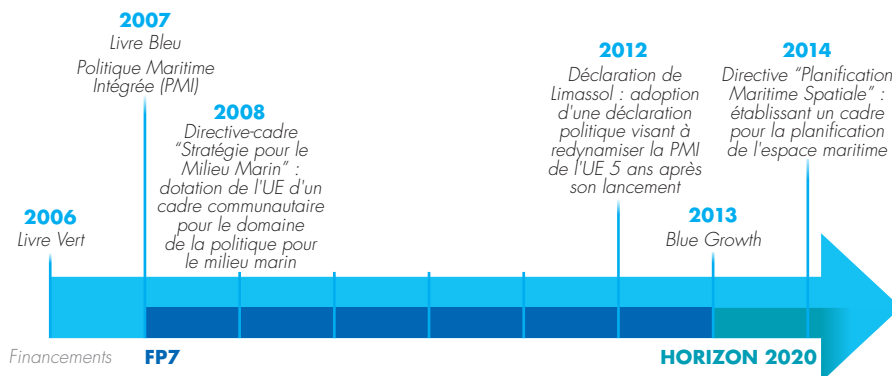 2006
Livre Vert
2007
Livre Bleu
Politique Maritime
Intégrée (PMI)
2008
Directive-cadre
“Stratégie pour le
Milieu Marin” :
dotation de l'UE d'un
cadre communautaire
pour le domaine
de la politique pour
le milieu marin
2012
Déclaration de
Limassol : adoption
d'une déclaration
politique visant à
redynamiser la PMI
de l'UE 5 ans après
son lancement
2013
Blue Growth
2014
Directive “Planification
Maritime Spatiale” :
établissant un cadre
pour la planification
de l'espace maritime
Financements
FP7
HORIZON 2020